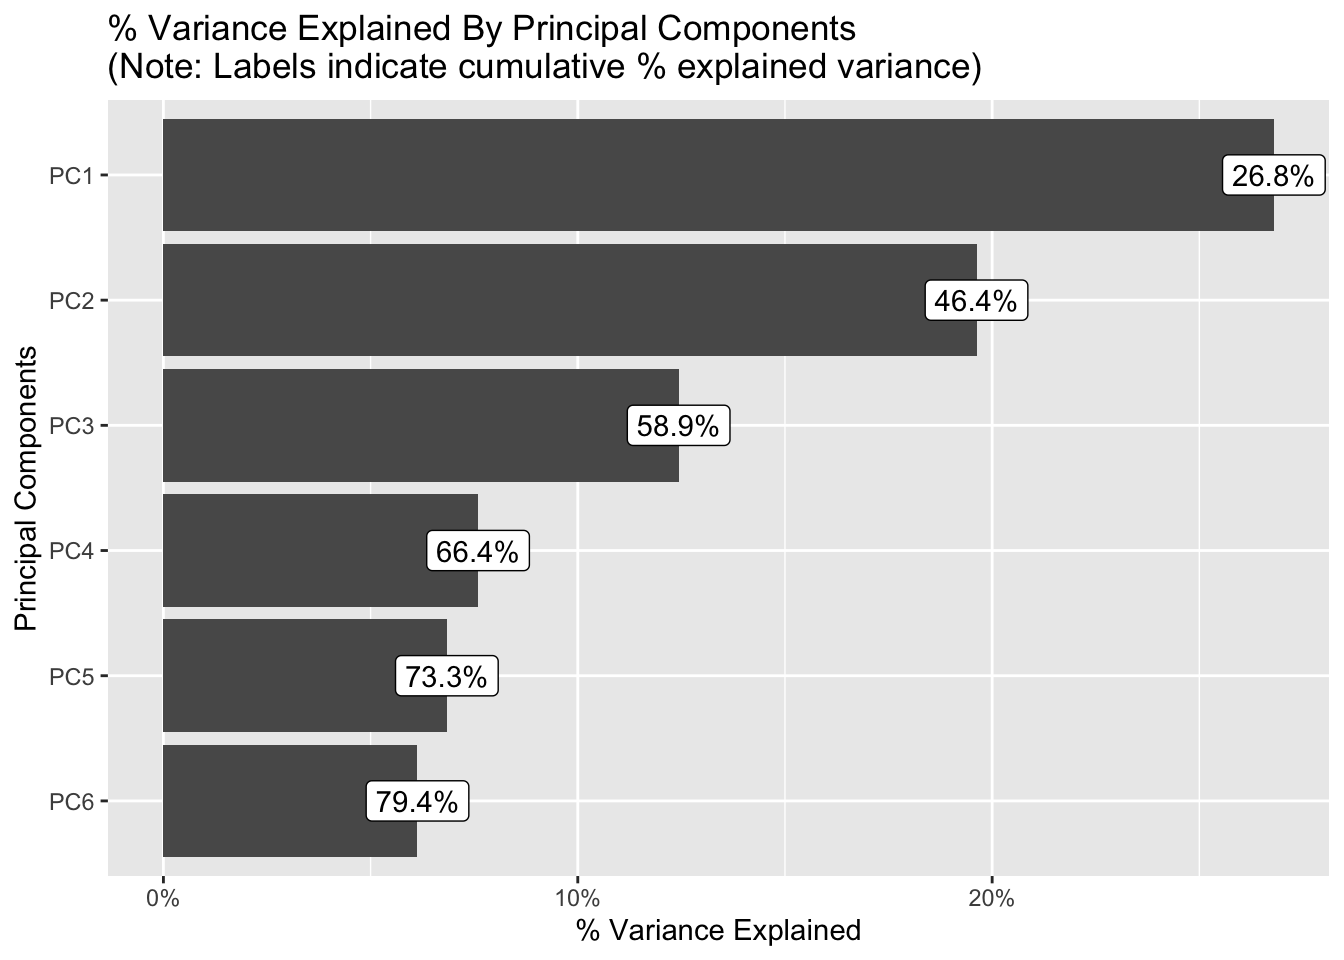 % Variance Explained By Principal Components
(Note: Labels indicate cumulative % explained variance)
Principal Components
PC1
26.8%
PC2
46.4%
PC3
58.9%
PC4
66.4%
PC5
73.3%
PC6
79.4%
0%
10%
20%
% Variance Explained